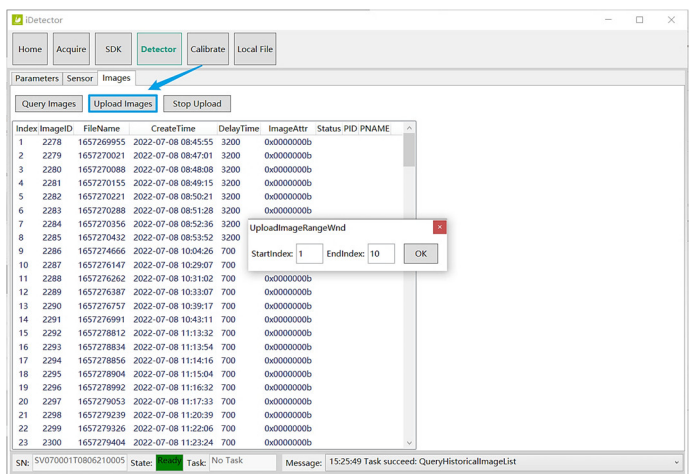 iDetector
Home Acquire SDK Detector Calibrate Local File
Parameters Sensor Images
Query Images Upload Images Stop Upload
Index ImageID FileName CreateTime DelayTime ImageAttr Status PID PNAME
1 2278 1657269955 2022-07-08 08:45:55 3200 0x0000000b
2 2279 1657270021 2022-07-08 08:47:01 3200 0x0000000b
3 2280 1657270088 2022-07-08 08:48:08 3200 0x0000000b
4 2281 1657270155 2022-07-08 08:49:15 3200 0x0000000b
5 2282 1657270221 2022-07-08 08:50:21 3200 0x0000000b
6 2283 1657270288 2022-07-08 08:51:28 3200 0x0000000b
7 2284 1657270356 2022-07-08 08:52:36 3200
8 2285 1657270432 2022-07-08 08:53:52 3200
9 2286 1657274666 2022-07-08 10:04:26 700
10 2287 1657276147 2022-07-08 10:29:07 700
UploadImageRangeWnd
StartIndex: 1 EndIndex: 10 OK
11 2288 1657276262 2022-07-08 10:31:02 700 0x0000000b
12 2289 1657276387 2022-07-08 10:33:07 700 0x0000000b
13 2290 1657276757 2022-07-08 10:39:17 700 0x0000000b
14 2291 1657276991 2022-07-08 10:43:11 700 0x0000000b
15 2292 1657278812 2022-07-08 11:13:32 700 0x0000000b
16 2293 1657278834 2022-07-08 11:13:54 700 0x0000000b
17 2294 1657278856 2022-07-08 11:14:16 700 0x0000000b
18 2295 1657278904 2022-07-08 11:15:04 700 0x0000000b
19 2296 1657278992 2022-07-08 11:16:32 700 0x0000000b
20 2297 1657279053 2022-07-08 11:17:33 700 0x0000000b
21 2298 1657279239 2022-07-08 11:20:39 700 0x0000000b
22 2299 1657279326 2022-07-08 11:22:06 700 0x0000000b
23 2300 1657279404 2022-07-08 11:23:24 700 0x0000000b
SN: SV070001T0806210005 State: Ready Task: No Task Message: 15:25:49 Task succeed: QueryHistoricalImageList